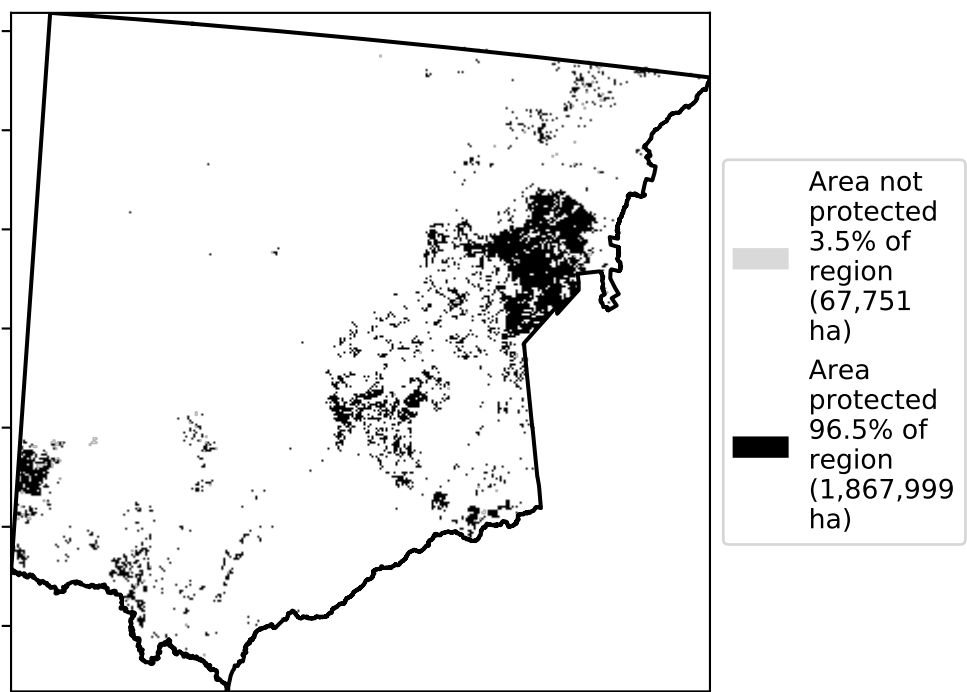 Area not
protected
3.5% of
region
(67,751
ha)
Area
protected
96.5% of
region
(1,867,999
ha)